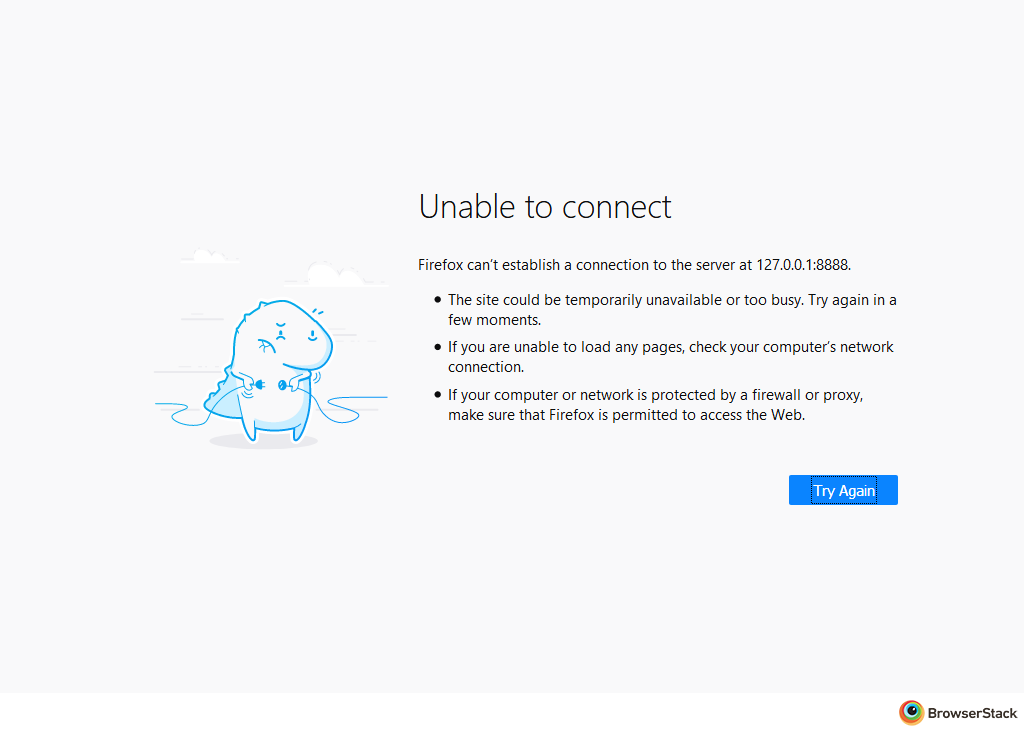 Unable to connect
Firefox can't establish a connection to the server at 127.0.0.1:8888.
The site could be temporarily unavailable or too busy. Try again in a
few moments.
If you are unable to load any pages, check your computer's network
connection.
If your computer or network is protected by a firewall or proxy,
make sure that Firefox is permitted to access the Web.
Try Again
BrowserStack